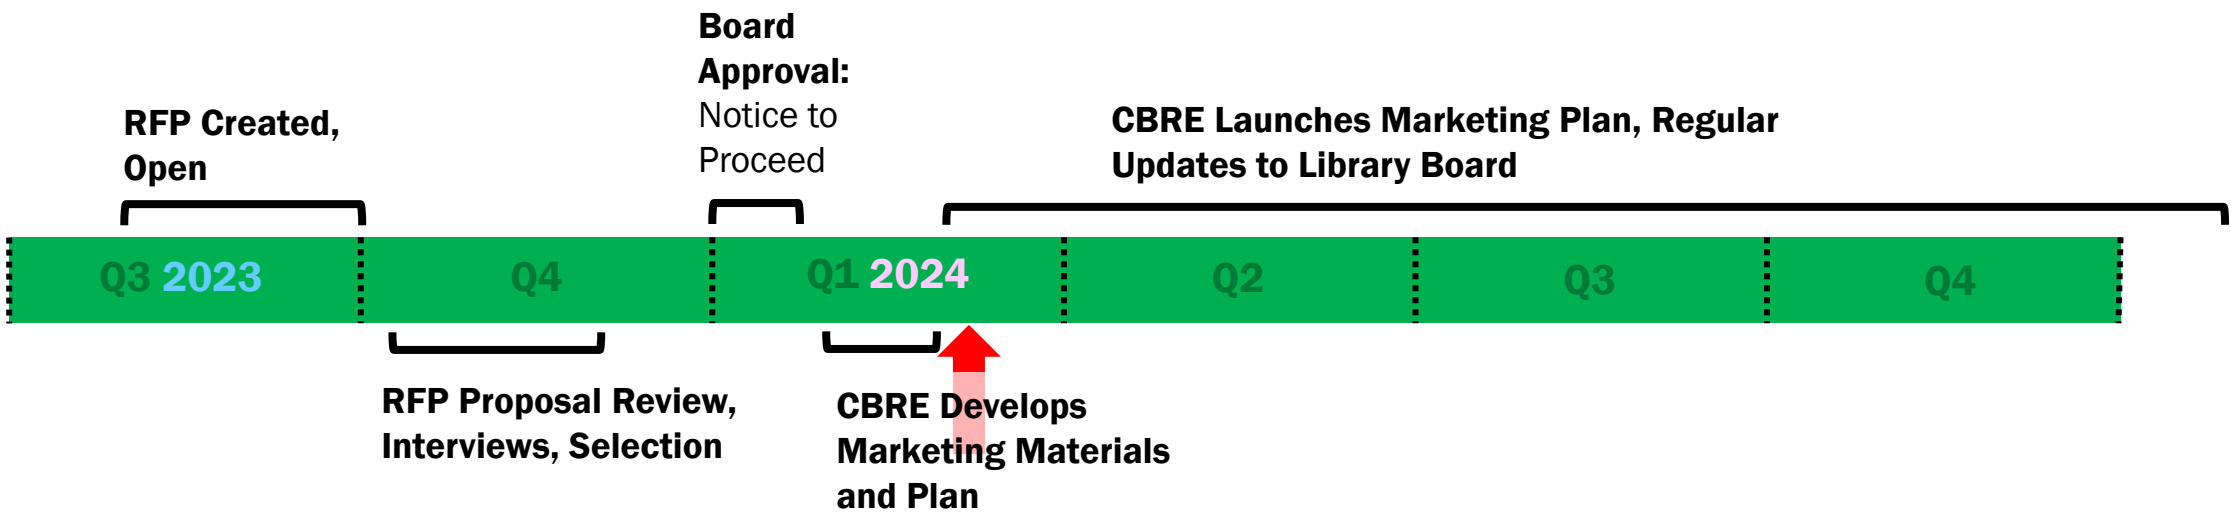 Board
Approval:
Notice to
Proceed
RFP Created,
Open
CBRE Launches Marketing Plan, Regular
Updates to Library Board
Q3 2023
Q4
Q1 2024
Q2
Q3
Q4
RFP Proposal Review,
Interviews, Selection
CBRE Develops
Marketing Materials
and Plan